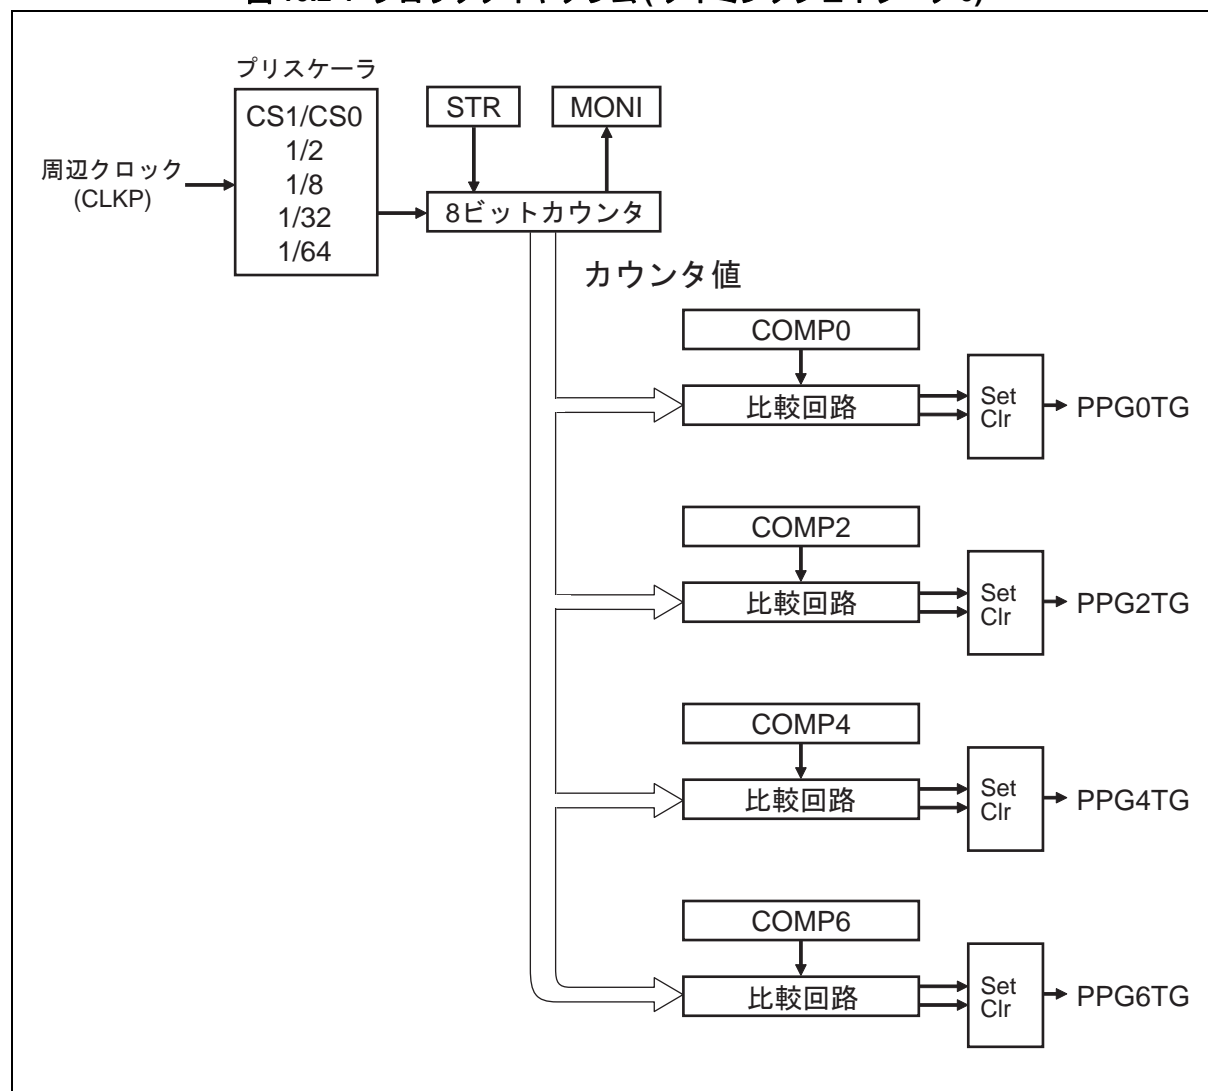 プリスケーラ
CS1/CS0
1/2
1/8
1/32
1/64
周辺クロック
(CLKP)
STR
MONI
8ビットカウンタ
カウンタ値
COMP0
比較回路
Set
Clr
PPG0TG
COMP2
比較回路
Set
Clr
PPG2TG
COMP4
比較回路
Set
Clr
PPG4TG
COMP6
比較回路
Set
Clr
PPG6TG